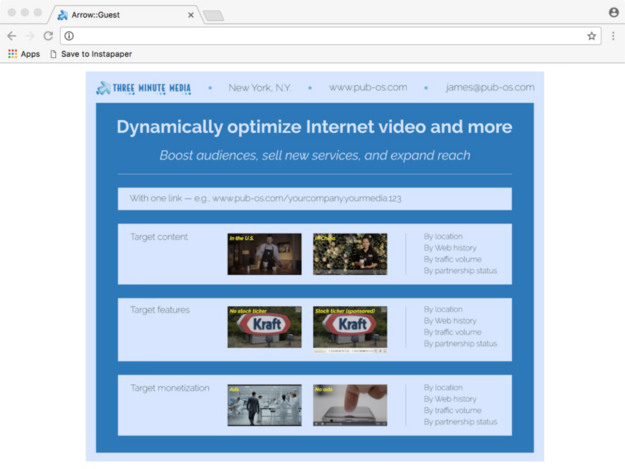 Arrow::Guest
Apps Save to Instapaper
THREE MINUTE MEDIA • New York, N.Y. • www.pub-os.com • james@pub-os.com
Dynamically optimize Internet video and more
Boost audiences, sell new services, and expand reach
With one link — e.g., www.pub-os.com/yourcompany.yourmedia.123
Target content
In the U.S.
In China
By location
By Web history
By traffic volume
By partnership status
Target features
No stock ticker
Kraft
Stock ticker (sponsored)
Kraft
By location
By Web history
By traffic volume
By partnership status
Target monetization
Ads
No ads
By location
By Web history
By traffic volume
By partnership status